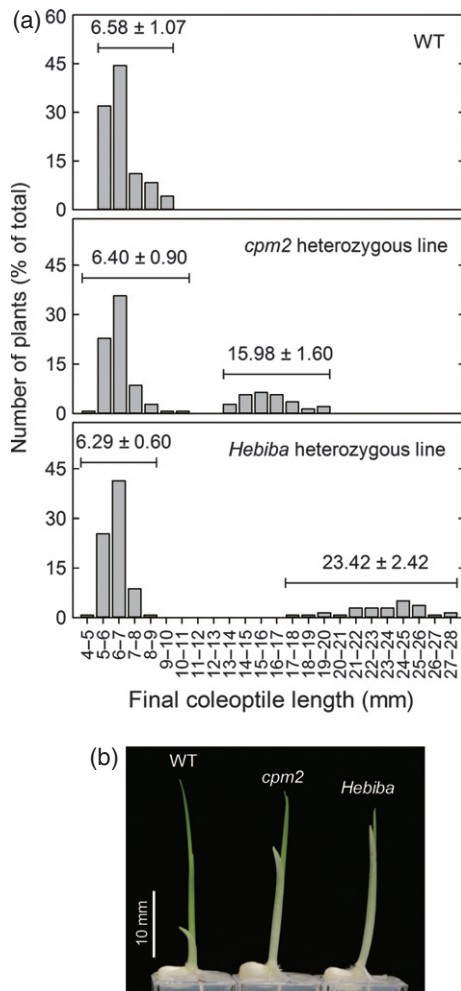 (a)
Number of plants (% of total)
60
45
30
15
0
6.58 ± 1.07
WT
45
30
15
0
6.40 ± 0.90
cpm2 heterozygous line
15.98 ± 1.60
45
30
15
0
6.29 ± 0.60
Hebiba heterozygous line
23.42 ± 2.42
4–5
5–6
6–7
7–8
8–9
9–10
10–11
11–12
12–13
13–14
14–15
15–16
16–17
17–18
18–19
19–20
20–21
21–22
22–23
23–24
24–25
25–26
26–27
27–28
Final coleoptile length (mm)
(b)
WT
cpm2
Hebiba
10 mm